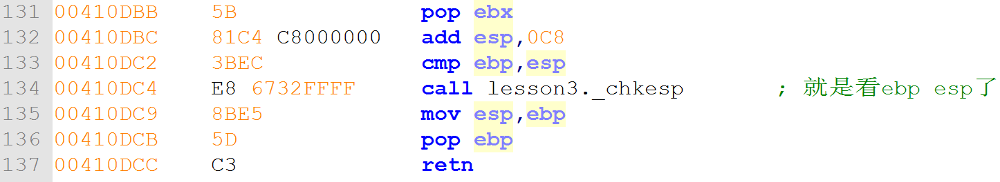 131 00410DBB 5B pop ebx
132 00410DBC 81C4 C8000000 add esp,0C8
133 00410DC2 3BEC cmp ebp,esp
134 00410DC4 E8 6732FFFF call lesson3._chkesp ; 就是看ebp esp了
135 00410DC9 8BE5 mov esp,ebp
136 00410DCB 5D pop ebp
137 00410DCC C3 retn